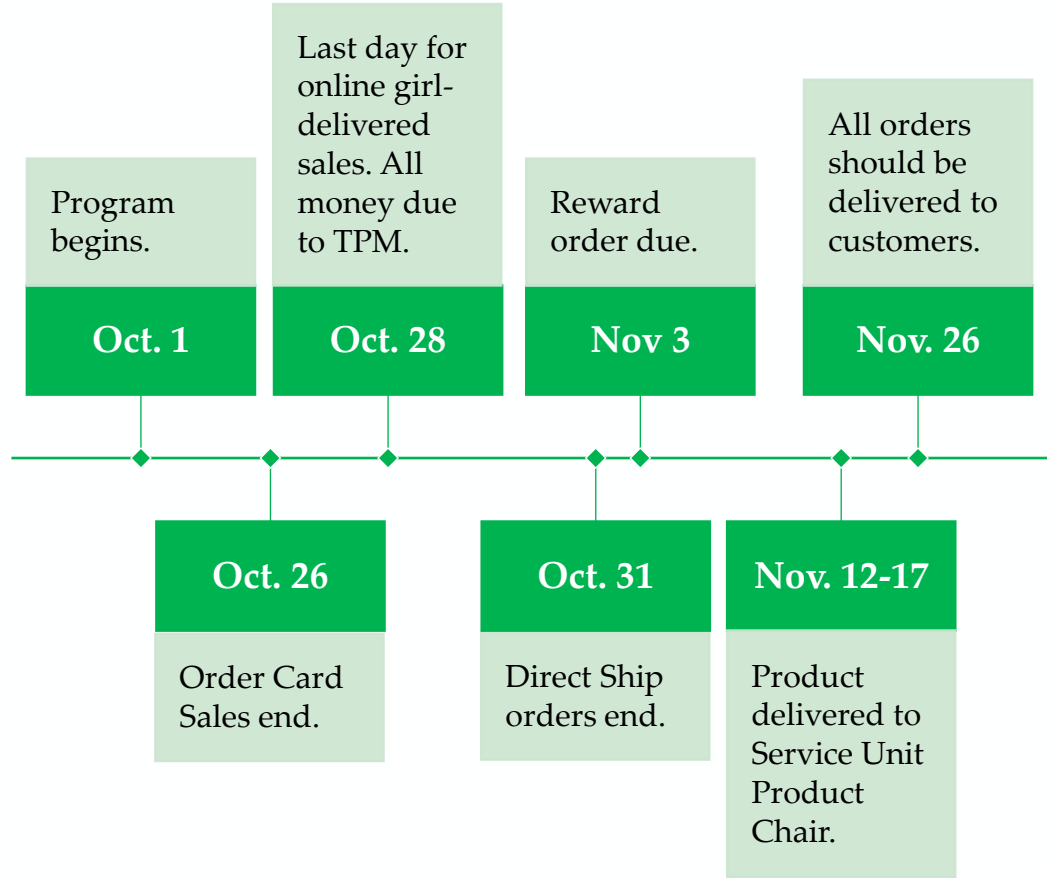 Program
begins.
Oct. 1
Last day for
online girl-
delivered
sales. All
money due
to TPM.
Oct. 28
Reward
order due.
Nov 3
All orders
should be
delivered to
customers.
Nov. 26
Oct. 26
Order Card
Sales end.
Oct. 31
Direct Ship
orders end.
Nov. 12-17
Product
delivered to
Service Unit
Product
Chair.